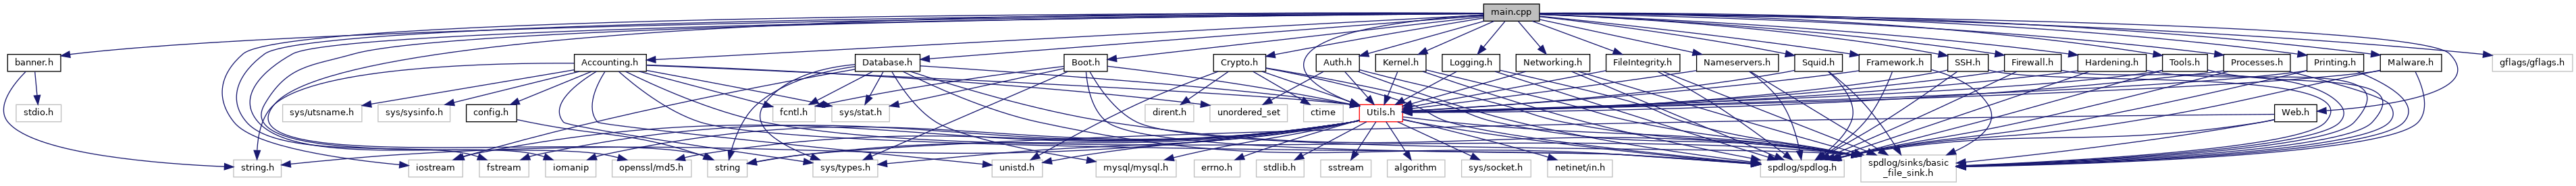 main.cpp
banner.h
Accounting.h
Database.h
Boot.h
Crypto.h
Auth.h
Kernel.h
Logging.h
Networking.h
FileIntegrity.h
Nameservers.h
Squid.h
Framework.h
SSH.h
Firewall.h
Hardening.h
Tools.h
Processes.h
Printing.h
Malware.h
gflags/gflags.h
stdio.h
sys/utsname.h
sys/sysinfo.h
config.h
fcntl.h
sys/stat.h
dirent.h
unordered_set
ctime
Utils.h
Web.h
string.h
iostream
fstream
iomanip
openssl/md5.h
string
sys/types.h
unistd.h
mysql/mysql.h
errno.h
stdlib.h
sstream
algorithm
sys/socket.h
netinet/in.h
spdlog/spdlog.h
spdlog/sinks/basic
_file_sink.h